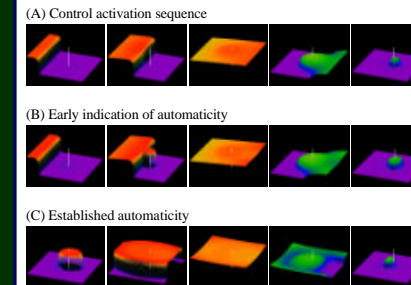 (A) Control activation sequence
(B) Early indication of automaticity
(C) Established automaticity